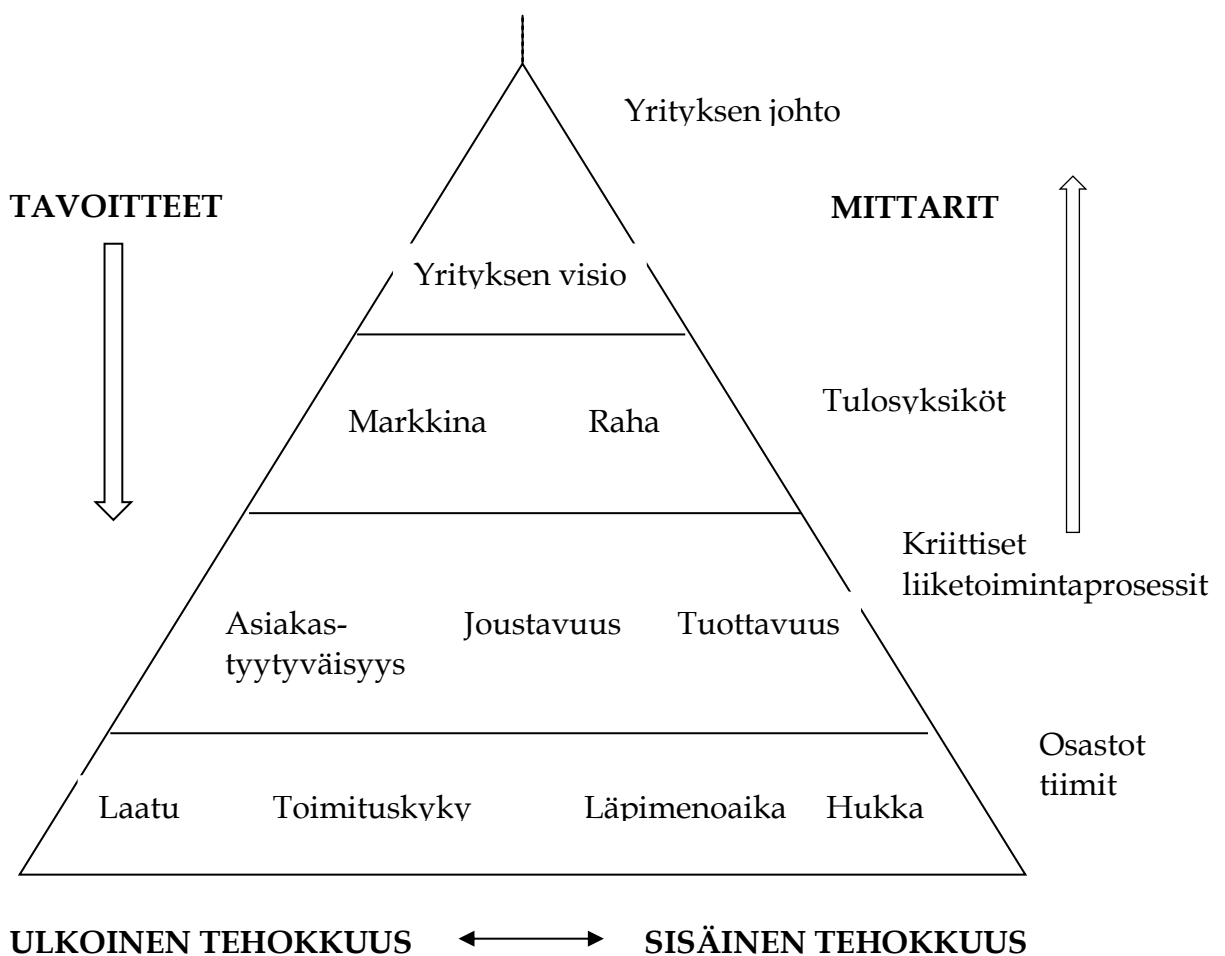 Yrityksen johto
TAVOITTEET
MITTARIT
Yrityksen visio
Markkina Raha
Tulosyksiköt
Kriittiset
liiketoimintaprosessit
Asiakas- Joustavuus Tuottavuus
tyytyväisyys
Osastot
tiimit
Laatu Toimituskyky Läpimenoaika Hukka
ULKOINEN TEHOKKUUS SISÄINEN TEHOKKUUS